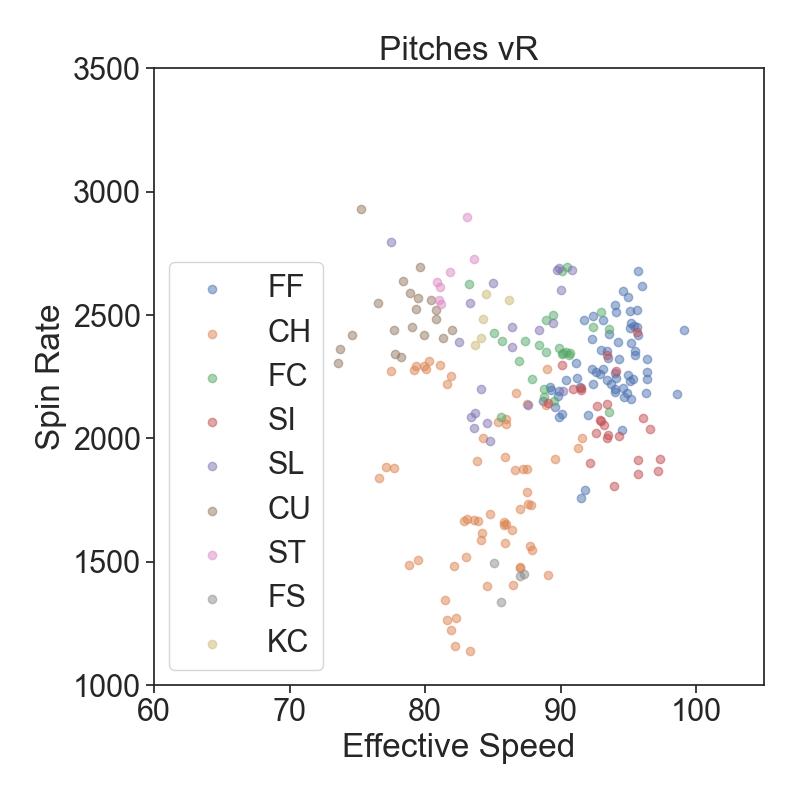 Pitches vR
3500
3000
2500
2000
1500
1000
Spin Rate
FF
CH
FC
SI
SL
CU
ST
FS
KC
60 70 80 90 100
Effective Speed